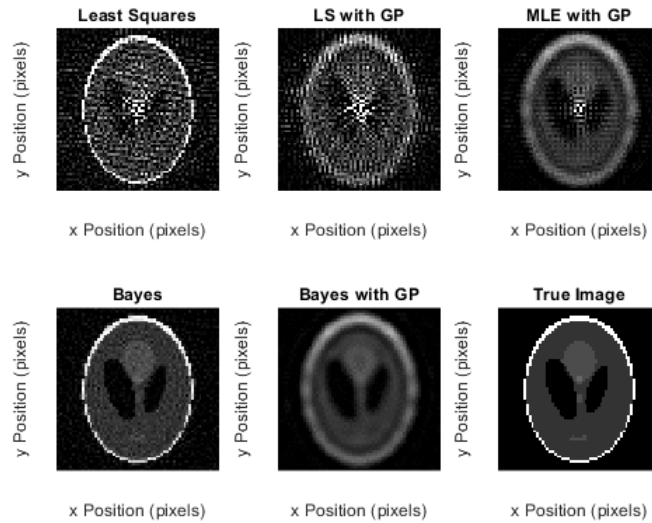 Least Squares
LS with GP
MLE with GP
y Position (pixels)
y Position (pixels)
y Position (pixels)
x Position (pixels)
x Position (pixels)
x Position (pixels)
Bayes
Bayes with GP
True Image
y Position (pixels)
y Position (pixels)
y Position (pixels)
x Position (pixels)
x Position (pixels)
x Position (pixels)